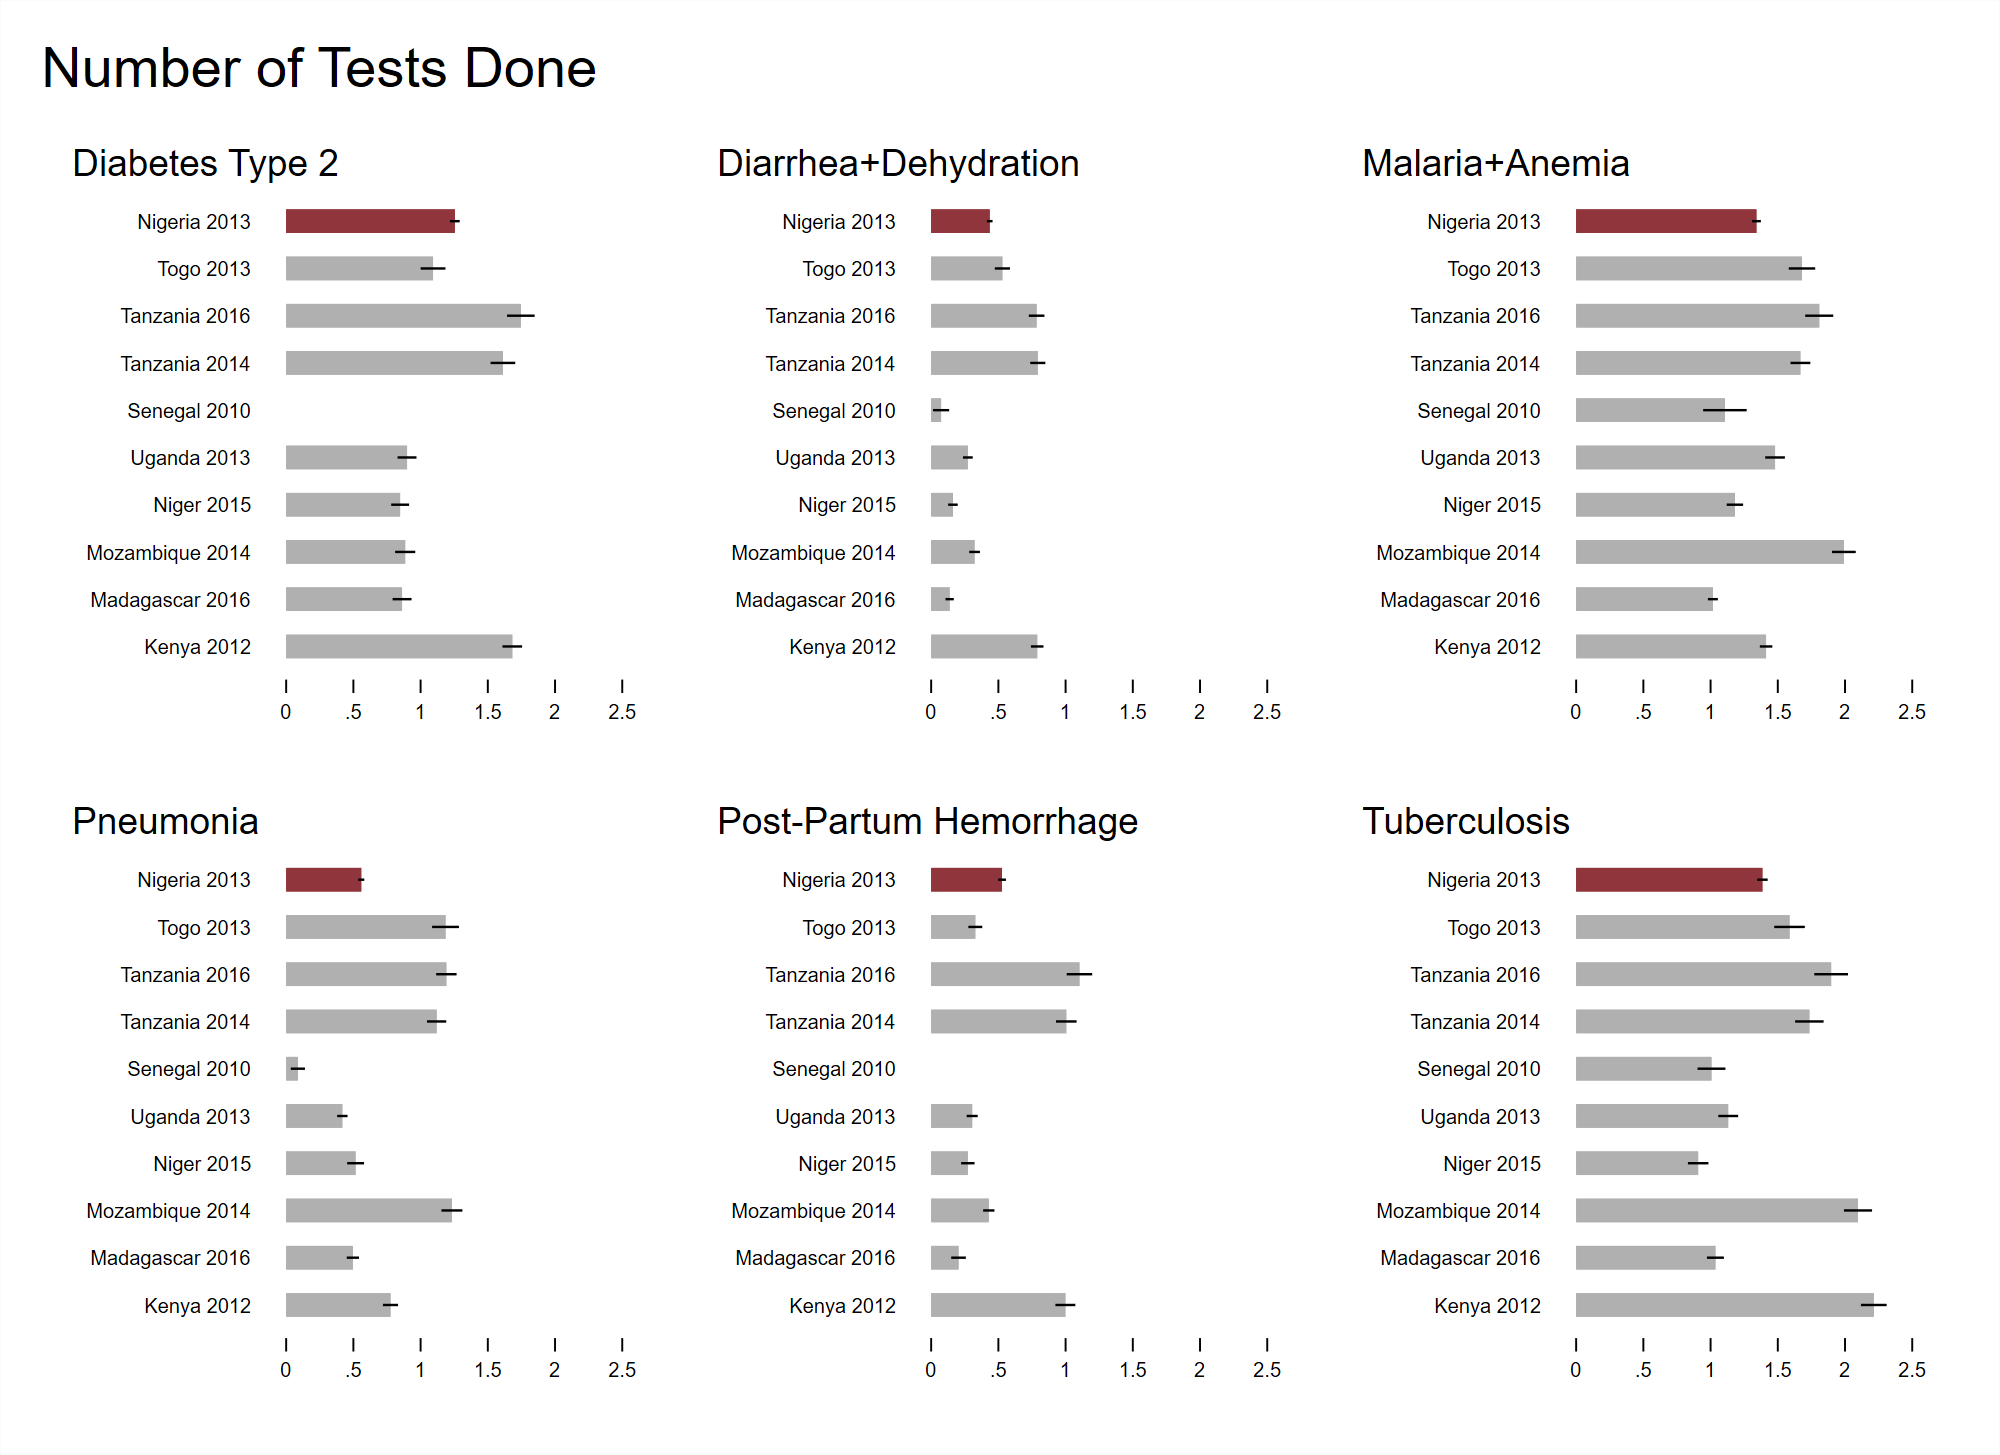 Number of Tests Done
Diabetes Type 2
Nigeria 2013
Togo 2013
Tanzania 2016
Tanzania 2014
Senegal 2010
Uganda 2013
Niger 2015
Mozambique 2014
Madagascar 2016
Kenya 2012
0 .5 1 1.5 2 2.5
Diarrhea+Dehydration
Nigeria 2013
Togo 2013
Tanzania 2016
Tanzania 2014
Senegal 2010
Uganda 2013
Niger 2015
Mozambique 2014
Madagascar 2016
Kenya 2012
0 .5 1 1.5 2 2.5
Malaria+Anemia
Nigeria 2013
Togo 2013
Tanzania 2016
Tanzania 2014
Senegal 2010
Uganda 2013
Niger 2015
Mozambique 2014
Madagascar 2016
Kenya 2012
0 .5 1 1.5 2 2.5
Pneumonia
Nigeria 2013
Togo 2013
Tanzania 2016
Tanzania 2014
Senegal 2010
Uganda 2013
Niger 2015
Mozambique 2014
Madagascar 2016
Kenya 2012
0 .5 1 1.5 2 2.5
Post-Partum Hemorrhage
Nigeria 2013
Togo 2013
Tanzania 2016
Tanzania 2014
Senegal 2010
Uganda 2013
Niger 2015
Mozambique 2014
Madagascar 2016
Kenya 2012
0 .5 1 1.5 2 2.5
Tuberculosis
Nigeria 2013
Togo 2013
Tanzania 2016
Tanzania 2014
Senegal 2010
Uganda 2013
Niger 2015
Mozambique 2014
Madagascar 2016
Kenya 2012
0 .5 1 1.5 2 2.5